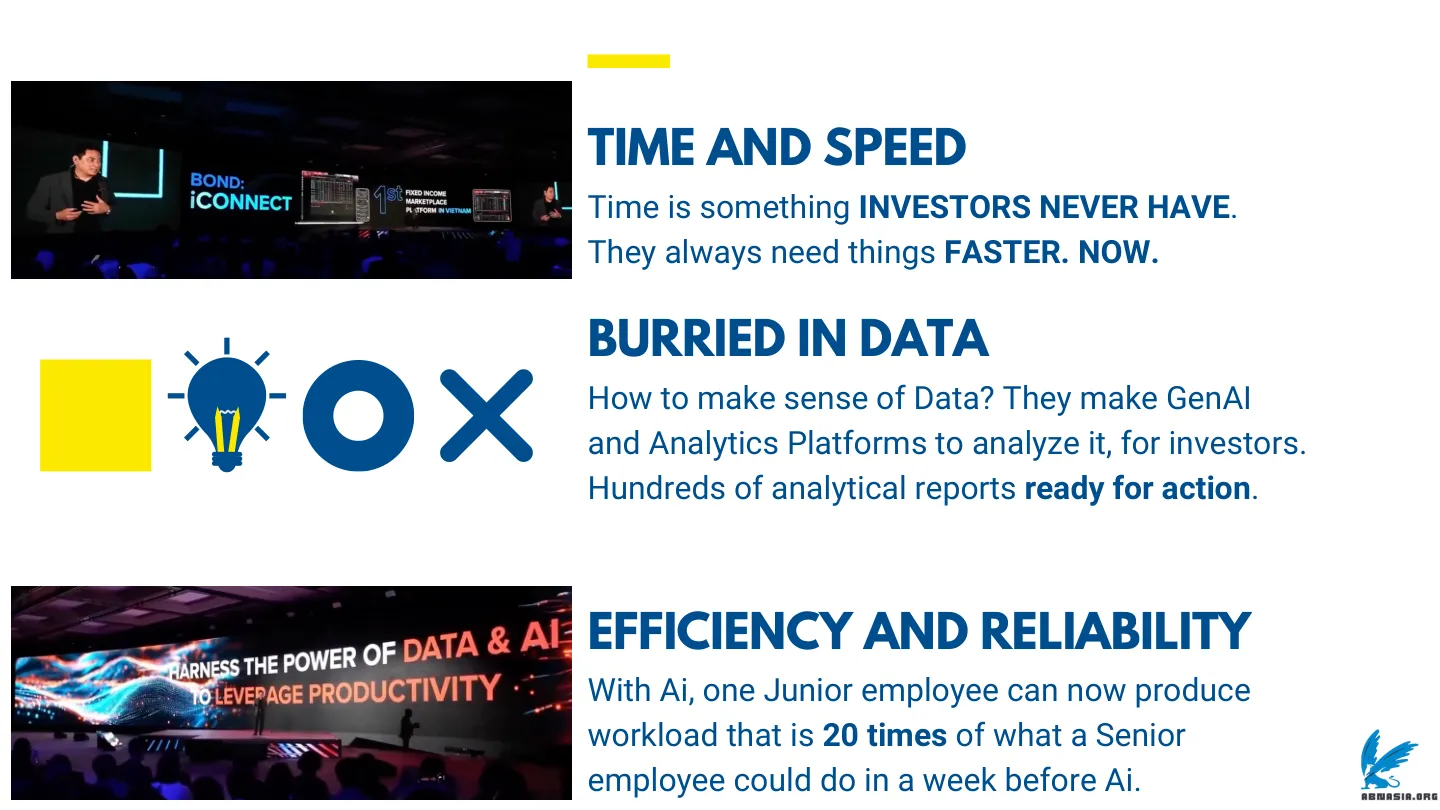 BOND:
iCONNECT
1st
FIXED INCOME
MARKETPLACE
PLATFORM IN VIETNAM
TIME AND SPEED
Time is something INVESTORS NEVER HAVE.
They always need things FASTER. NOW.
BURRIED IN DATA
How to make sense of Data? They make GenAI
and Analytics Platforms to analyze it, for investors.
Hundreds of analytical reports ready for action.
HARNESS THE POWER OF DATA & AI
TO LEVERAGE PRODUCTIVITY
EFFICIENCY AND RELIABILITY
With Ai, one Junior employee can now produce
workload that is 20 times of what a Senior
employee could do in a week before Ai.
ABNASIA.ORG